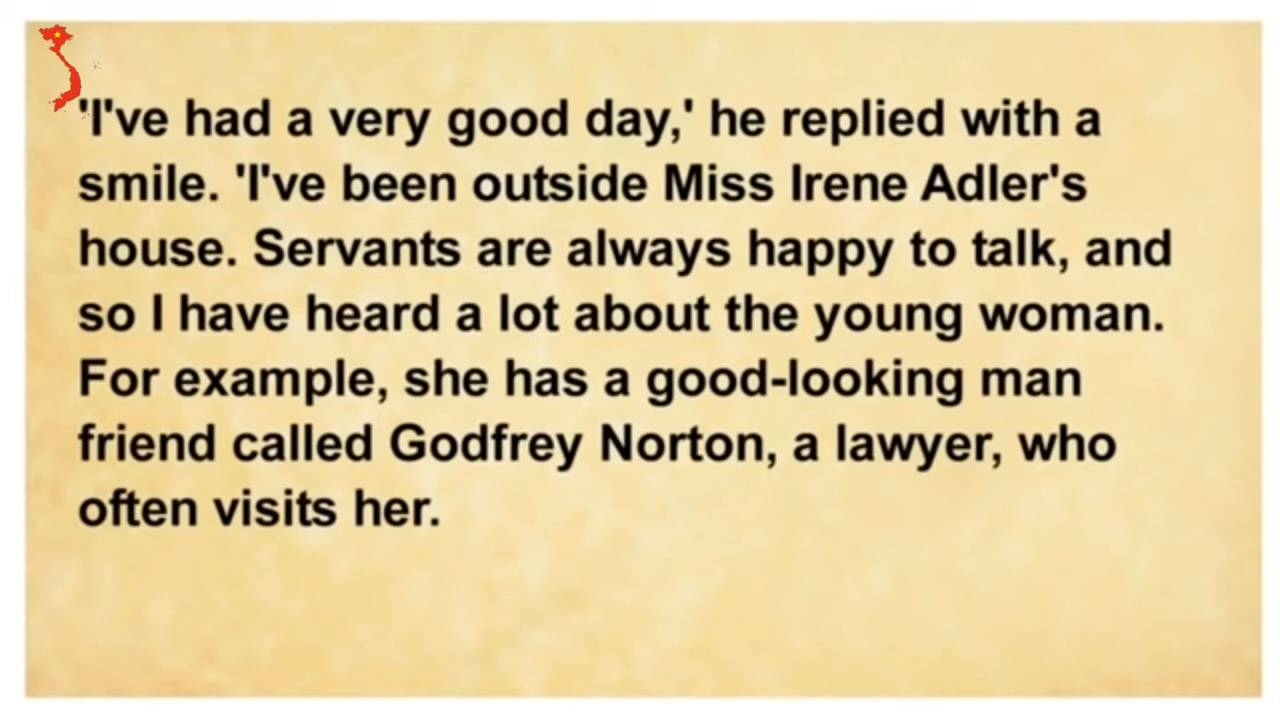 'I've had a very good day,' he replied with a
smile. 'I've been outside Miss Irene Adler's
house. Servants are always happy to talk, and
so I have heard a lot about the young woman.
For example, she has a good-looking man
friend called Godfrey Norton, a lawyer, who
often visits her.